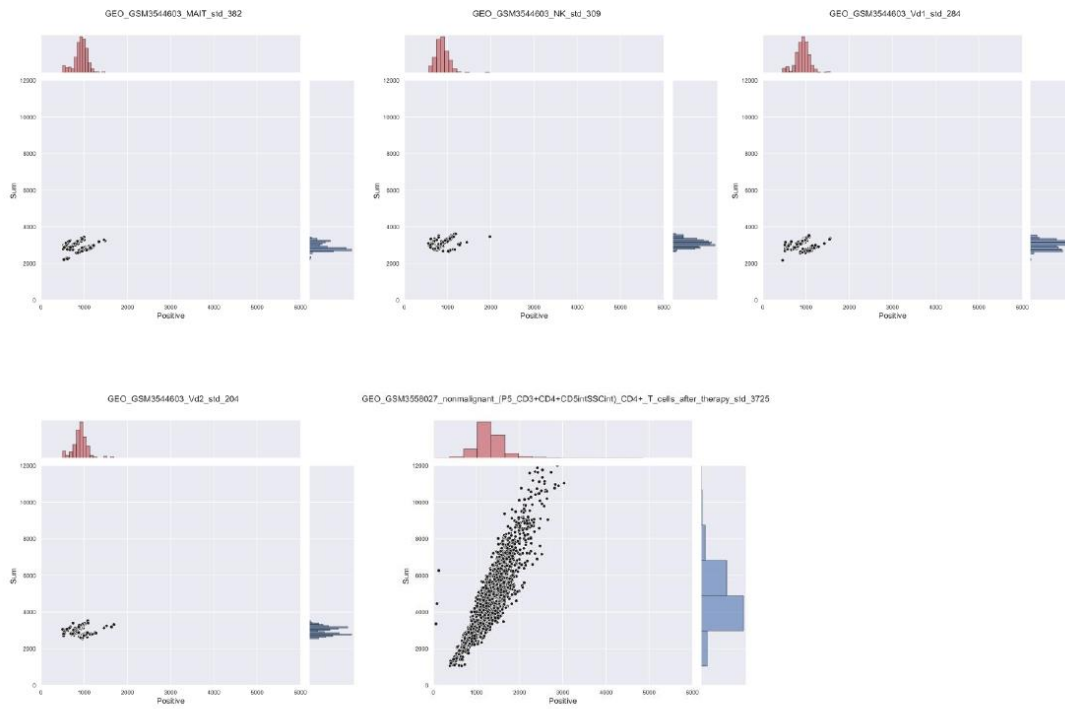 GEO_GSM3544603_MAIT_std_382
12000
10000
8000
6000
4000
2000
0
Sum
0 1000 2000 3000 4000 5000 6000
Positive
GEO_GSM3544603_NK_std_309
12000
10000
8000
6000
4000
2000
0
Sum
0 1000 2000 3000 4000 5000 6000
Positive
GEO_GSM3544603_Vd1_std_284
12000
10000
8000
6000
4000
2000
0
Sum
0 1000 2000 3000 4000 5000 6000
Positive
GEO_GSM3544603_Vd2_std_204
12000
10000
8000
6000
4000
2000
0
Sum
0 1000 2000 3000 4000 5000 6000
Positive
GEO_GSM3558027_nonmalignant_(P5_CD3+CD4+CD5intSSCint)_CD4+_T_cells_after_therapy_std_3725
12000
10000
8000
6000
4000
2000
0
Sum
0 1000 2000 3000 4000 5000 6000
Positive